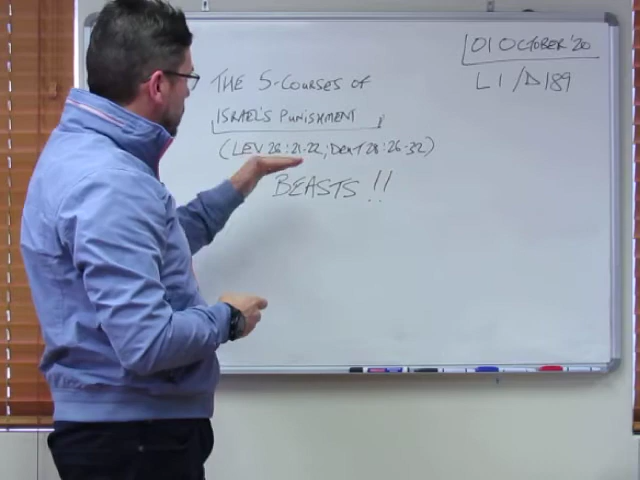 01 OCTOBER '20
L1/D189
THE 5-COURSES OF
ISRAEL'S PUNISHMENT
(LEV 26:21-22; DEUT 28:26-32)
BEASTS!!